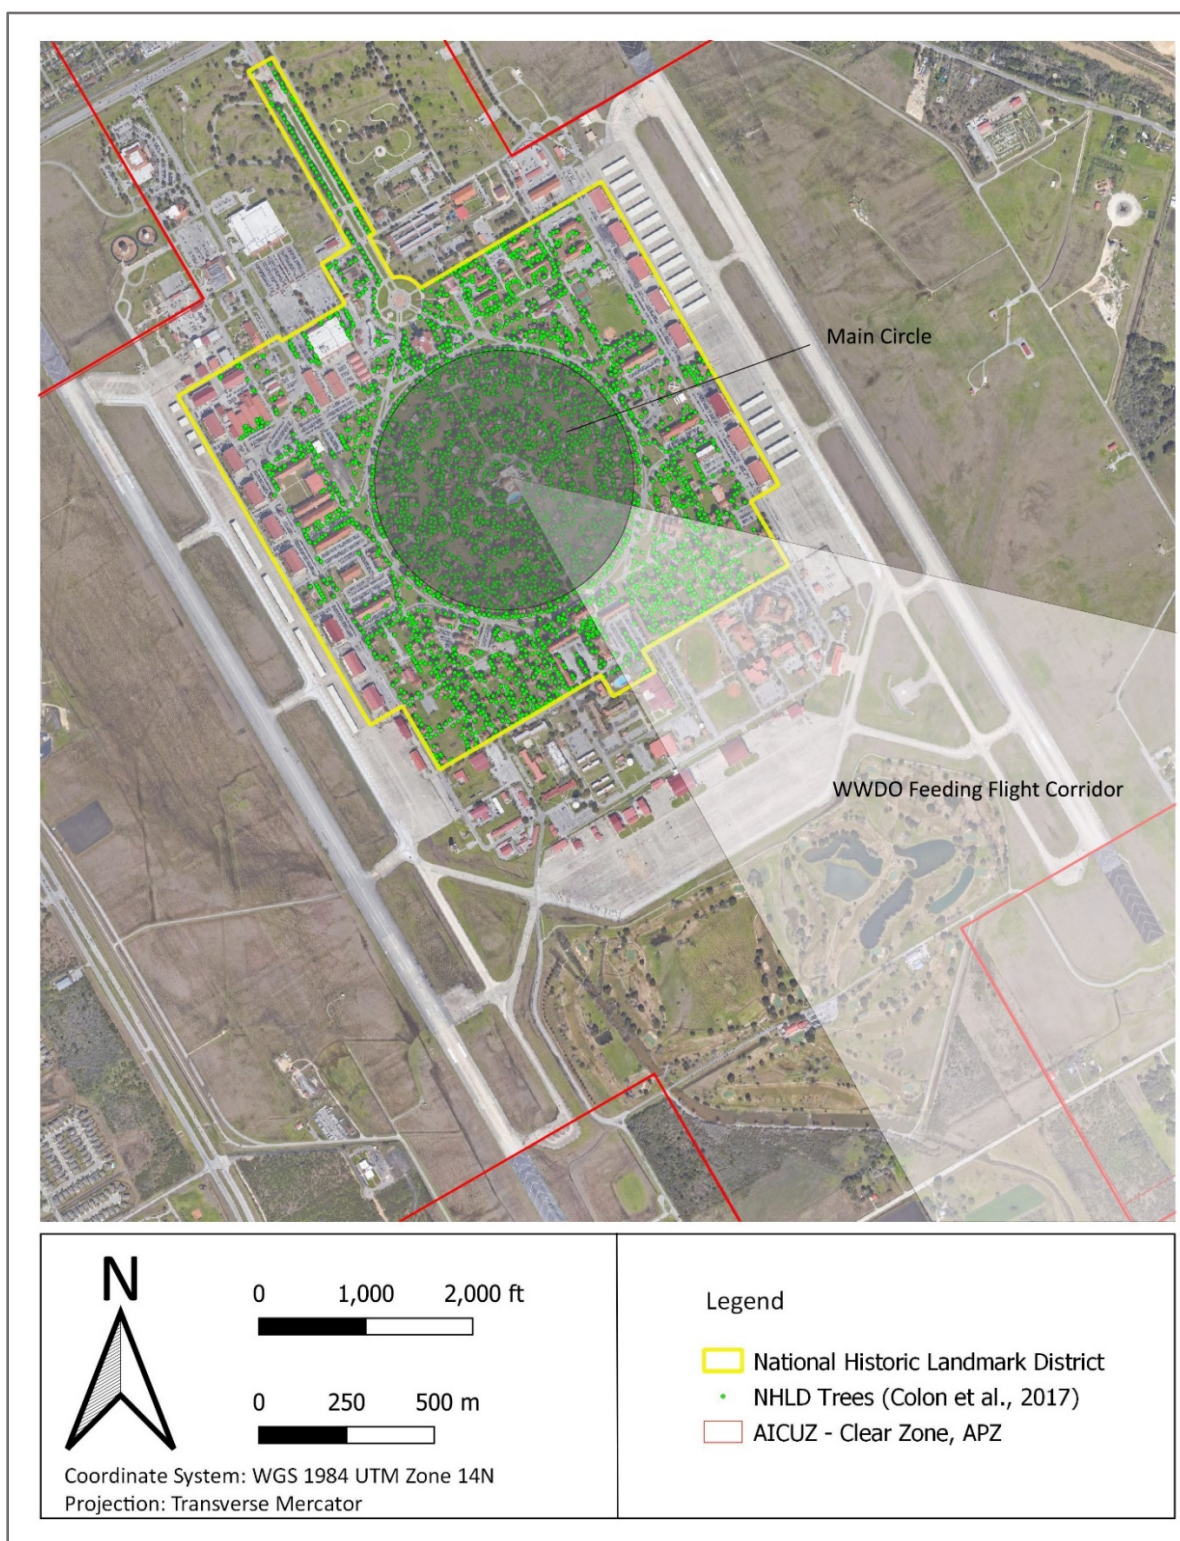 Main Circle
WWDO Feeding Flight Corridor
N
0 1,000 2,000 ft
0 250 500 m
Coordinate System: WGS 1984 UTM Zone 14N
Projection: Transverse Mercator
Legend
National Historic Landmark District
NHLD Trees (Colon et al., 2017)
AICUZ - Clear Zone, APZ